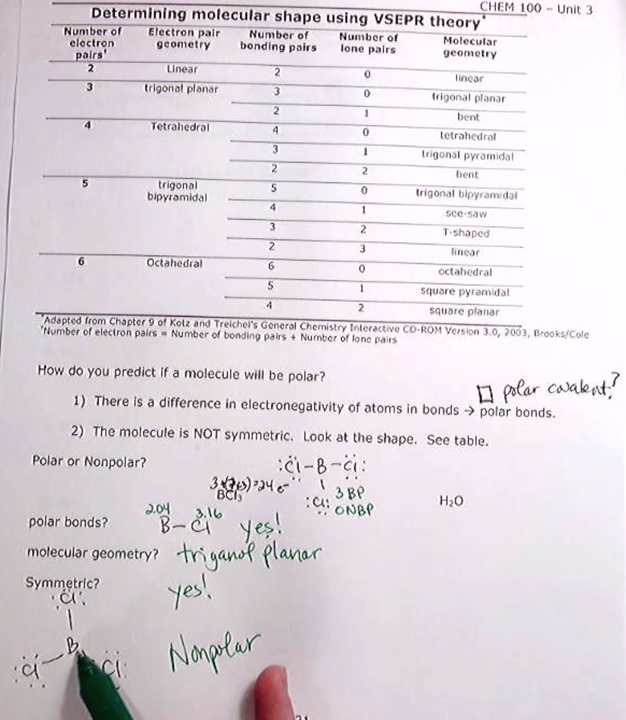 CHEM 100 - Unit 3
Determining molecular shape using VSEPR theory*
Number of electron pairs¹ Electron pair geometry Number of bonding pairs Number of lone pairs Molecular geometry
2 Linear 2 0 linear
3 trigonal planar 3 0 trigonal planar
2 1 bent
4 Tetrahedral 4 0 tetrahedral
3 1 trigonal pyramidal
2 2 bent
5 trigonal bipyramidal 5 0 trigonal bipyramidal
4 1 see-saw
3 2 T-shaped
2 3 linear
6 Octahedral 6 0 octahedral
5 1 square pyramidal
4 2 square planar
*Adapted from Chapter 9 of Kotz and Treichel's General Chemistry Interactive CD-ROM Version 3.0, 2003, Brooks/Cole
¹Number of electron pairs = Number of bonding pairs + Number of lone pairs
How do you predict if a molecule will be polar?
polar covalent?
1) There is a difference in electronegativity of atoms in bonds → polar bonds.
2) The molecule is NOT symmetric. Look at the shape. See table.
Polar or Nonpolar? :Cl-B-Cl:
24 e⁻
BCl₃ :Cl: 3 BP H₂O
0NBP
2.04 3.16
polar bonds? B-Cl yes!
molecular geometry? triganol planar
Symmetric? yes!
:Cl:
B
:Cl Cl: Nonpolar